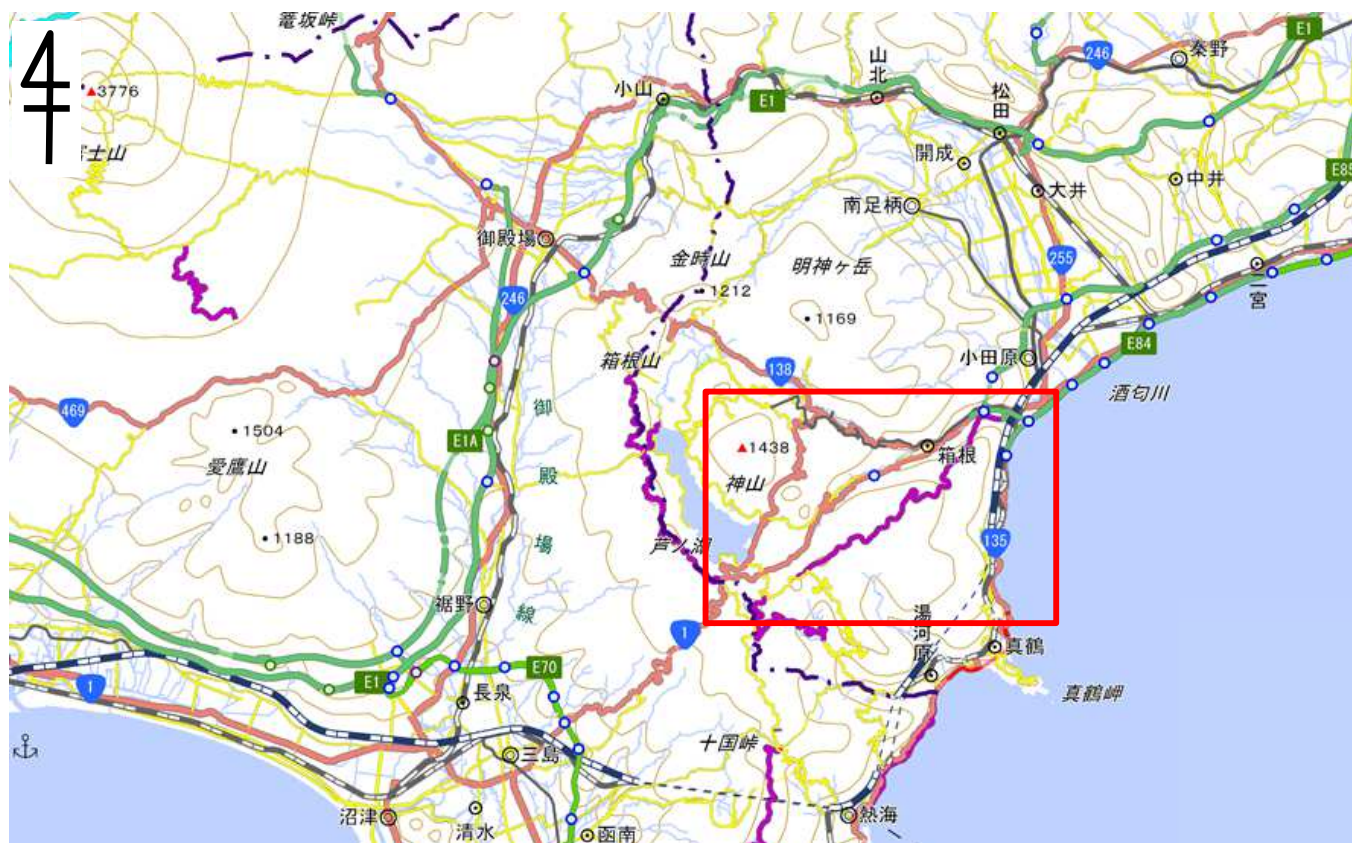 籠坂峠
3776
富士山
小山
E1
山北
松田
246
秦野
E1
開成
大井
中井
E85
南足柄
御殿場
金時山
1212
明神ヶ岳
1169
255
二宮
246
箱根山
小田原
E84
酒匂川
138
469
1504
愛鷹山
E1A
1188
御殿場線
1438
神山
箱根
芦ノ湖
135
裾野
1
湯河原
真鶴
真鶴岬
E1
E70
1
長泉
十国峠
三島
沼津
清水
函南
熱海